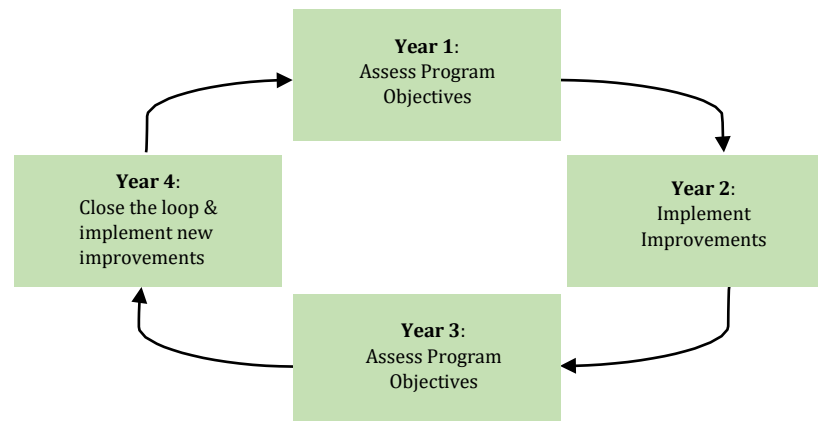 Year 1:
Assess Program
Objectives
Year 2:
Implement
Improvements
Year 3:
Assess Program
Objectives
Year 4:
Close the loop &
implement new
improvements